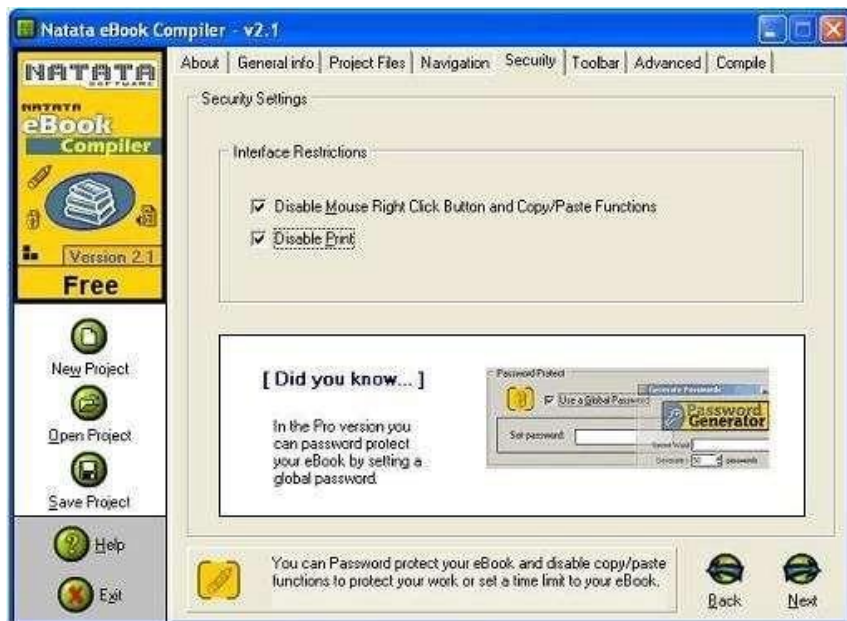 Natata eBook Compiler - v2.1
NATATA
SOFTWARE
NATATA
eBook
Compiler
Version 2.1
Free
New Project
Open Project
Save Project
Help
Exit
About General info Project Files Navigation Security Toolbar Advanced Compile
Security Settings
Interface Restrictions
Disable Mouse Right Click Button and Copy/Paste Functions
Disable Print
[ Did you know... ]
In the Pro version you
can password protect
your eBook by setting a
global password
Password Protect
Use a Global Password
Set password:
Generate Passwords
Password
Generator
Generate 50 passwords
You can Password protect your eBook and disable copy/paste
functions to protect your work or set a time limit to your eBook.
Back
Next